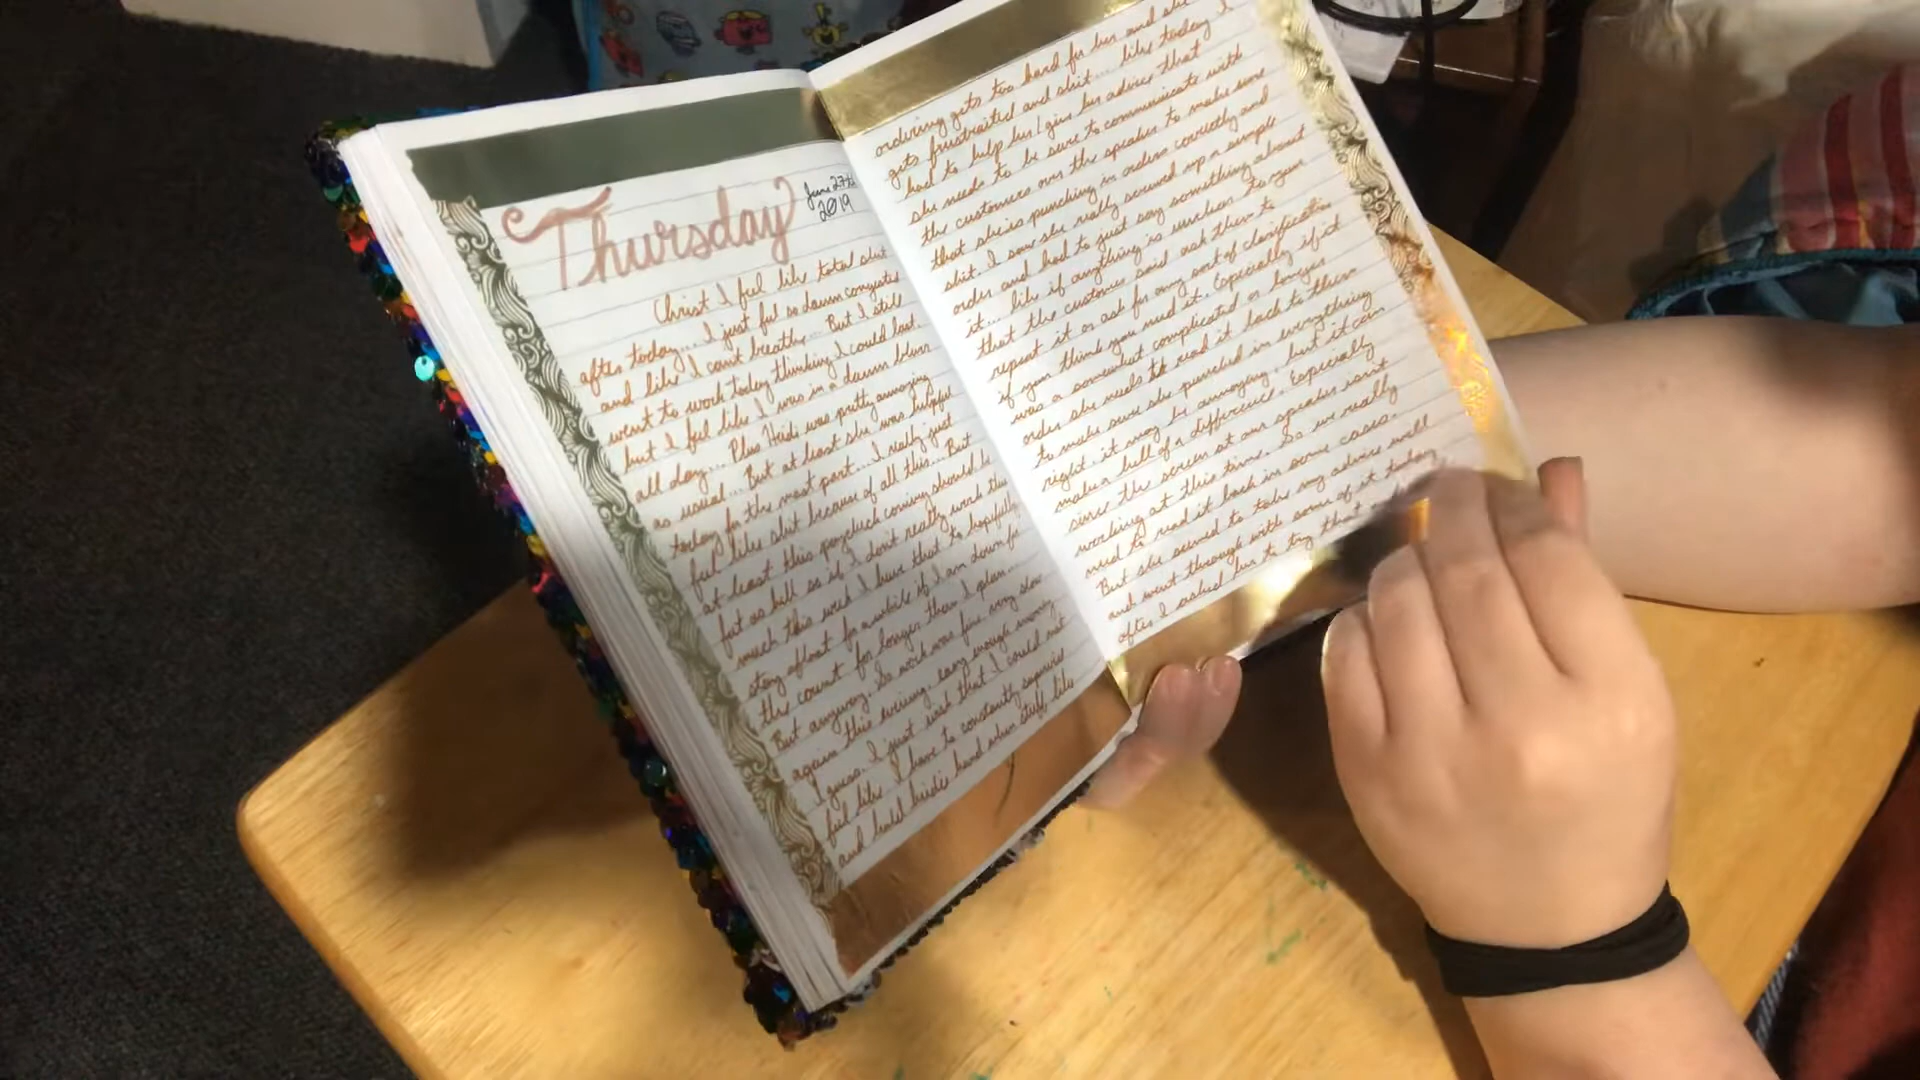 Thursday
June 27th
2019
Christ I feel like total shit
after today... I just feel so damn congested
and like I can't breathe... But I still
went to work today thinking I could last.
but I feel like I was in a damn blur
all day... Plus Heidi was pretty annoying
as usual... But at least she was helpful
today for the most part... I really just
feel like shit because of all this... But
at least this paycheck coming should be
fat as hell so if I don't really work this
much this week I have that to hopefully
stay afloat for a while if I am down for
the count for longer than I plan...
But anyway. So work was fine. very slow
again this evening. easy enough
I guess. I just wish that I could not
feel like I have to constantly supervise
and hold hand when stuff like
ordering gets too hard for her and she
gets frustrated and shit... like today I
had to help her/give her advice that
she needs to be sure to communicate with
the customers over the speaker to make sure
that she is punching in orders correctly and
shit. I saw she really screwed up a simple
order and had to just say something about
it... like if anything is unclear to you
that the customer said ask them to
repeat it or ask for any sort of clarification
if you think you need it. Especially if it
was a somewhat complicated or longer
order she needs to read it back to them
to make sure she punched in everything
right. it may be annoying, but it can
make a hell of a difference. Especially
since the screen at our speaker isn't
working at this time. So we really
need to read it back in some cases.
But she seemed to take my advice well
and went through with some of it today
after I asked her to try that